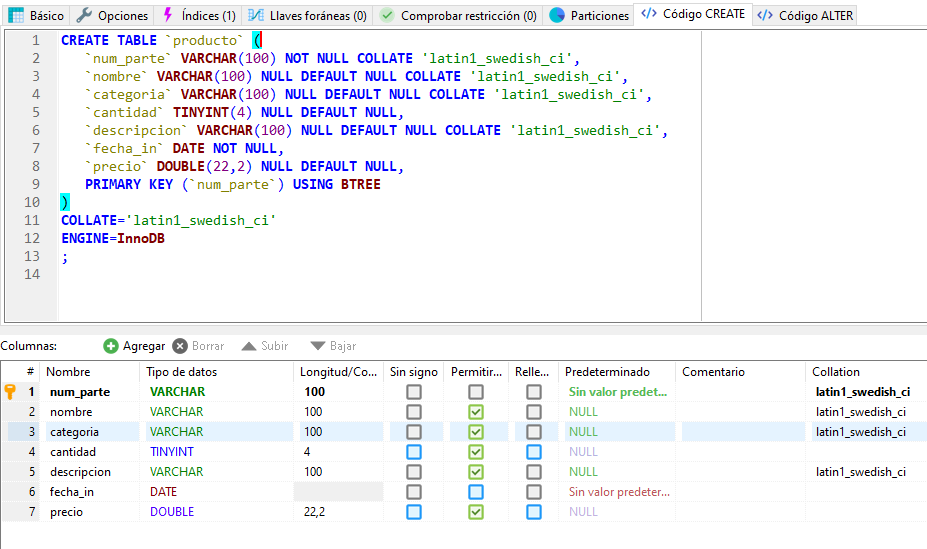 Básico Opciones Índices (1) Llaves foráneas (0) Comprobar restricción (0) Particiones </> Código CREATE </> Código ALTER
1 CREATE TABLE `producto` (
2 `num_parte` VARCHAR(100) NOT NULL COLLATE 'latin1_swedish_ci',
3 `nombre` VARCHAR(100) NULL DEFAULT NULL COLLATE 'latin1_swedish_ci',
4 `categoria` VARCHAR(100) NULL DEFAULT NULL COLLATE 'latin1_swedish_ci',
5 `cantidad` TINYINT(4) NULL DEFAULT NULL,
6 `descripcion` VARCHAR(100) NULL DEFAULT NULL COLLATE 'latin1_swedish_ci',
7 `fecha_in` DATE NOT NULL,
8 `precio` DOUBLE(22,2) NULL DEFAULT NULL,
9 PRIMARY KEY (`num_parte`) USING BTREE
10 )
11 COLLATE='latin1_swedish_ci'
12 ENGINE=InnoDB
13 ;
14
Columnas: Agregar Borrar Subir Bajar
# Nombre Tipo de datos Longitud/Co... Sin signo Permitir... Relle... Predeterminado Comentario Collation
1 num_parte VARCHAR 100 Sin valor predet... latin1_swedish_ci
2 nombre VARCHAR 100 NULL latin1_swedish_ci
3 categoria VARCHAR 100 NULL latin1_swedish_ci
4 cantidad TINYINT 4 NULL
5 descripcion VARCHAR 100 NULL latin1_swedish_ci
6 fecha_in DATE Sin valor predeter...
7 precio DOUBLE 22,2 NULL